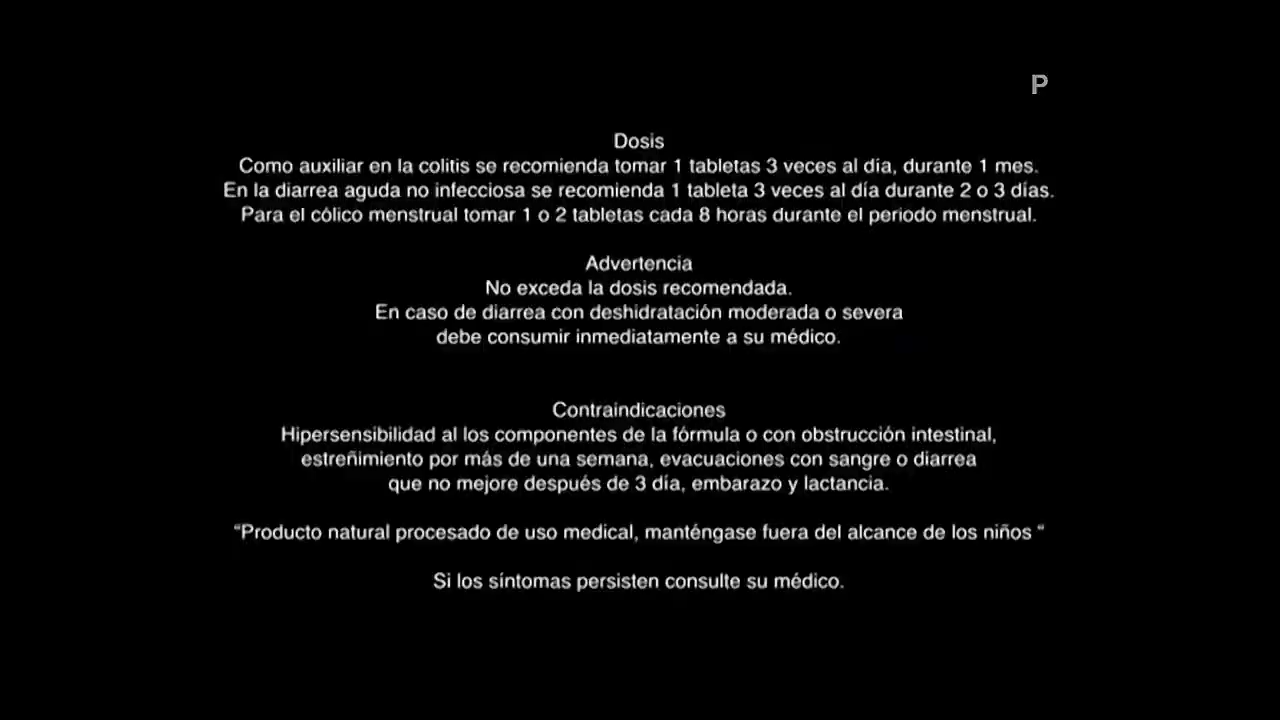 P
Dosis
Como auxiliar en la colitis se recomienda tomar 1 tabletas 3 veces al día, durante 1 mes.
En la diarrea aguda no infecciosa se recomienda 1 tableta 3 veces al día durante 2 o 3 días.
Para el cólico menstrual tomar 1 o 2 tabletas cada 8 horas durante el periodo menstrual.
Advertencia
No exceda la dosis recomendada.
En caso de diarrea con deshidratación moderada o severa
debe consumir inmediatamente a su médico.
Contraindicaciones
Hipersensibilidad al los componentes de la fórmula o con obstrucción intestinal,
estreñimiento por más de una semana, evacuaciones con sangre o diarrea
que no mejore después de 3 día, embarazo y lactancia.
“Producto natural procesado de uso medical, manténgase fuera del alcance de los niños “
Si los síntomas persisten consulte su médico.